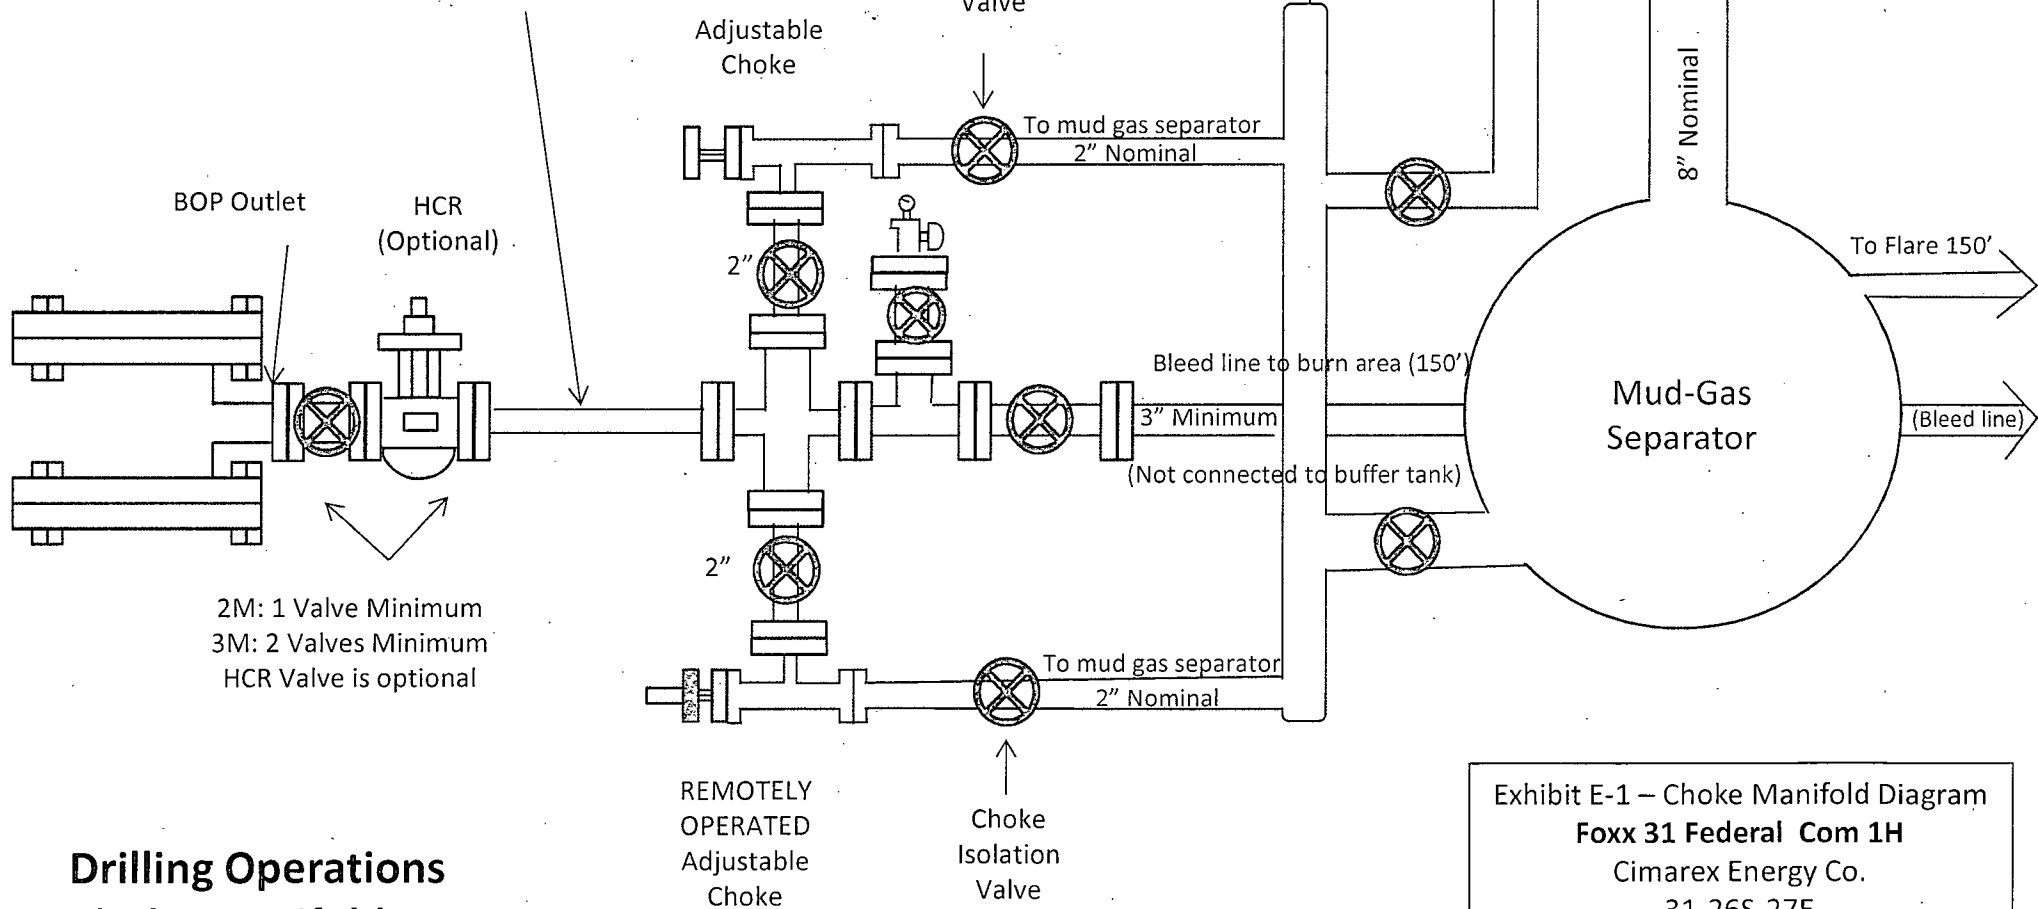 Valve
Adjustable
Choke
8” Nominal
To mud gas separator
2” Nominal
BOP Outlet
HCR
(Optional)
2”
To Flare 150’
Bleed line to burn area (150’)
3” Minimum
(Not connected to buffer tank)
Mud-Gas
Separator
(Bleed line)
2”
2M: 1 Valve Minimum
3M: 2 Valves Minimum
HCR Valve is optional
To mud gas separator
2” Nominal
REMOTELY
OPERATED
Adjustable
Choke
Choke
Isolation
Valve
Exhibit E-1 – Choke Manifold Diagram
Foxx 31 Federal Com 1H
Cimarex Energy Co.
31-26S-27E
Drilling Operations